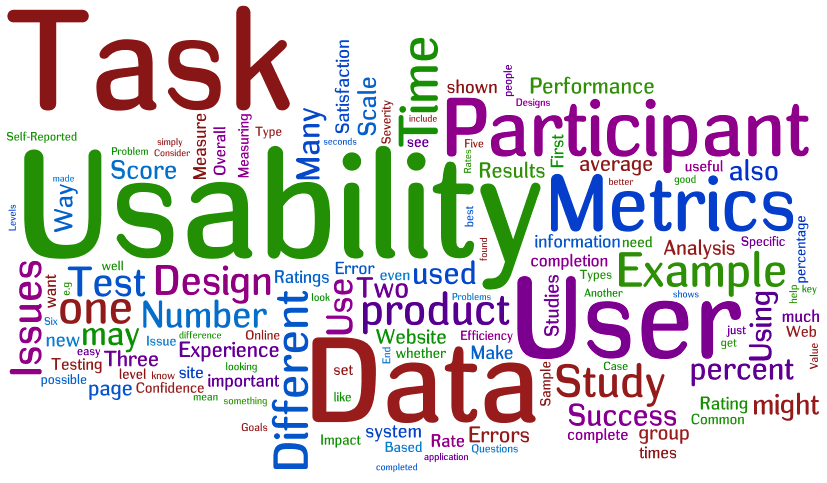 Task
Self-Reported
Problem
simply
Consider
Score
Measure
Overall
Measuring
Type
Many
Satisfaction
seconds
Scale
Severity
Time
include
see
shown
people
Designs
Performance
Participant
Five
Rates
Results
First
average
better
useful
good
also
Levels
made
Way
Usability
best
found
Metrics
information
need
Analysis
Specific
percentage
completion
Types
Example
Another
shows
help
key
Issues
want
e.g
well
Test
Design
Ratings
Error
even
used
Two
look
Use
product
Problems
Studies
User
Using
much
just
get
Web
Value
one
Six
Number
new
may
Issue
difference
Online
Different
Website
Efficiency
End
whether
Make
easy
Three
Experience
Testing
level
know
site
looking
important
possible
page
Confidence
mean
something
Goals
Data
set
like
Sample
Case
Study
percent
Success
Rating
Common
might
complete
group
times
Impact
system
Based
Rate
Errors
Questions
application
completed